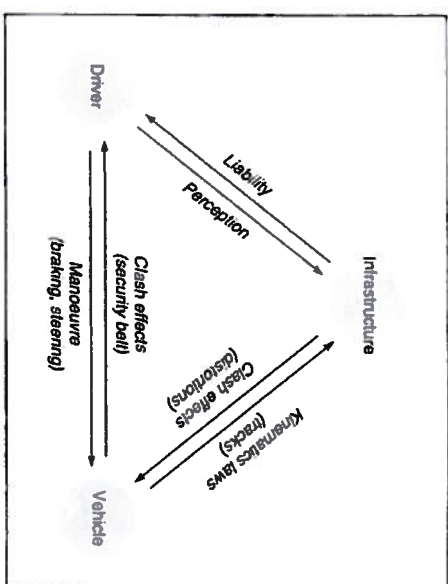 Infrastructure
Liability
Perception
Kinematics laws
(tracks)
Clash effects
(distortions)
Driver
Clash effects
(security belt)
Manoeuvre
(braking, steering)
Vehicle